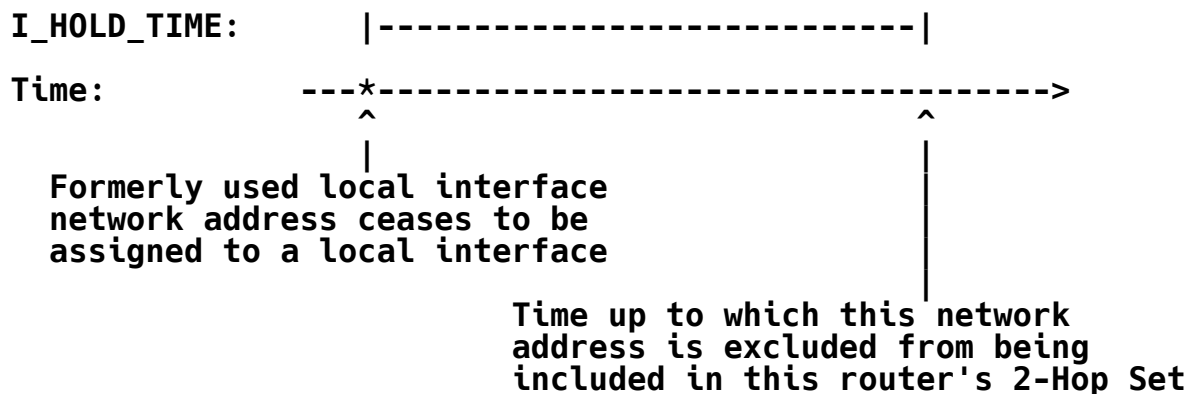 I_HOLD_TIME:      |----------------------------|
Time:          ---*----------------------------------->
                  ^                            ^
                  |                            |
  Formerly used local interface                |
  network address ceases to be                 |
  assigned to a local interface                |
                                               |
                          Time up to which this network
                          address is excluded from being
                          included in this router's 2-Hop Set